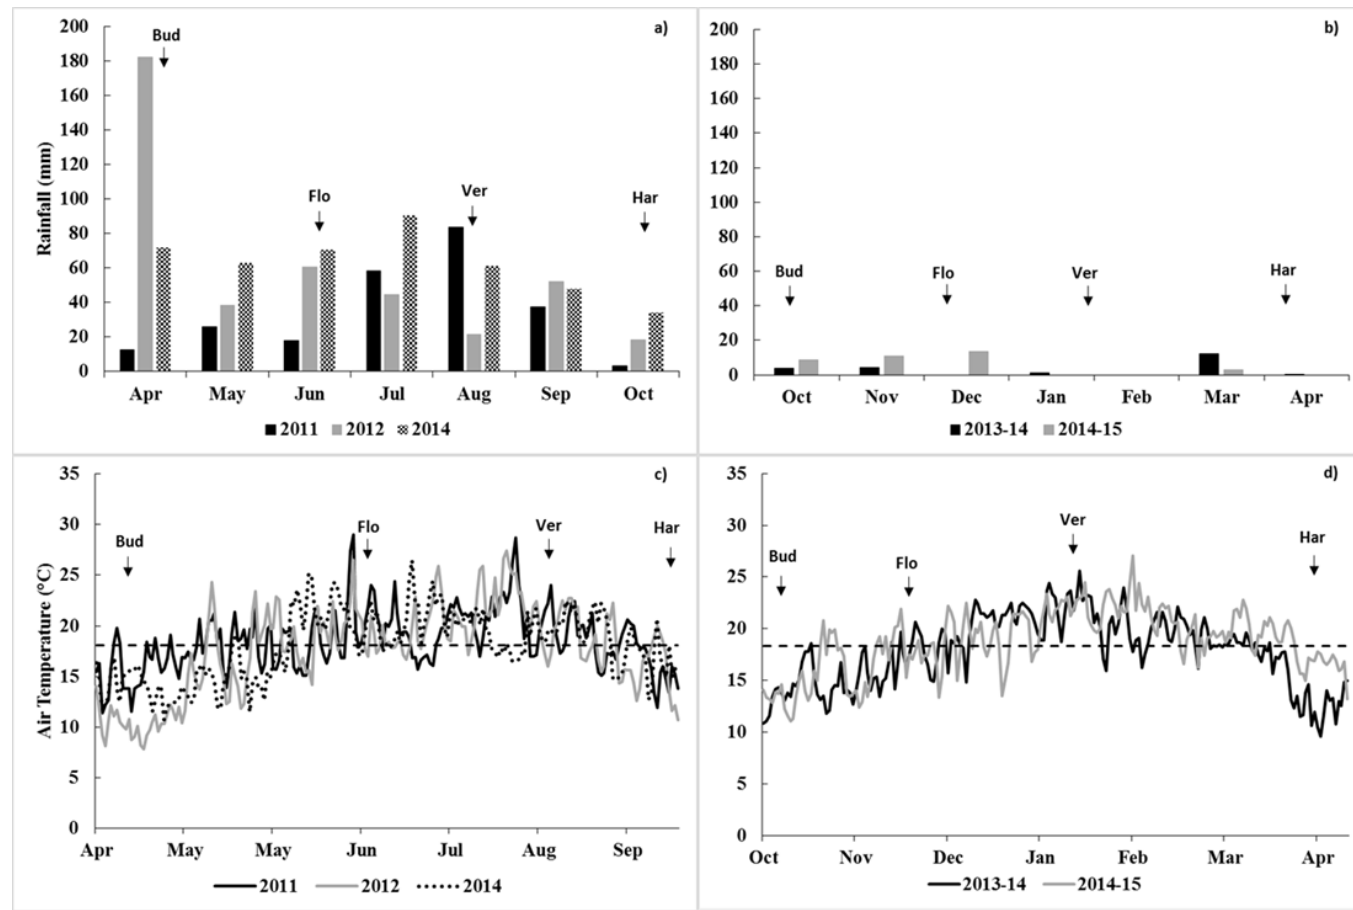 a)
Rainfall (mm)
200
180
160
140
120
100
80
60
40
20
0
Bud
Flo
Ver
Har
Apr May Jun Jul Aug Sep Oct
2011 2012 2014
b)
200
180
160
140
120
100
80
60
40
20
0
Bud
Flo
Ver
Har
Oct Nov Dec Jan Feb Mar Apr
2013-14 2014-15
c)
Air Temperature (°C)
35
30
25
20
15
10
5
0
Bud
Flo
Ver
Har
Apr May May Jun Jul Aug Sep
2011 2012 2014
d)
35
30
25
20
15
10
5
0
Bud
Flo
Ver
Har
Oct Nov Dec Jan Feb Mar Apr
2013-14 2014-15